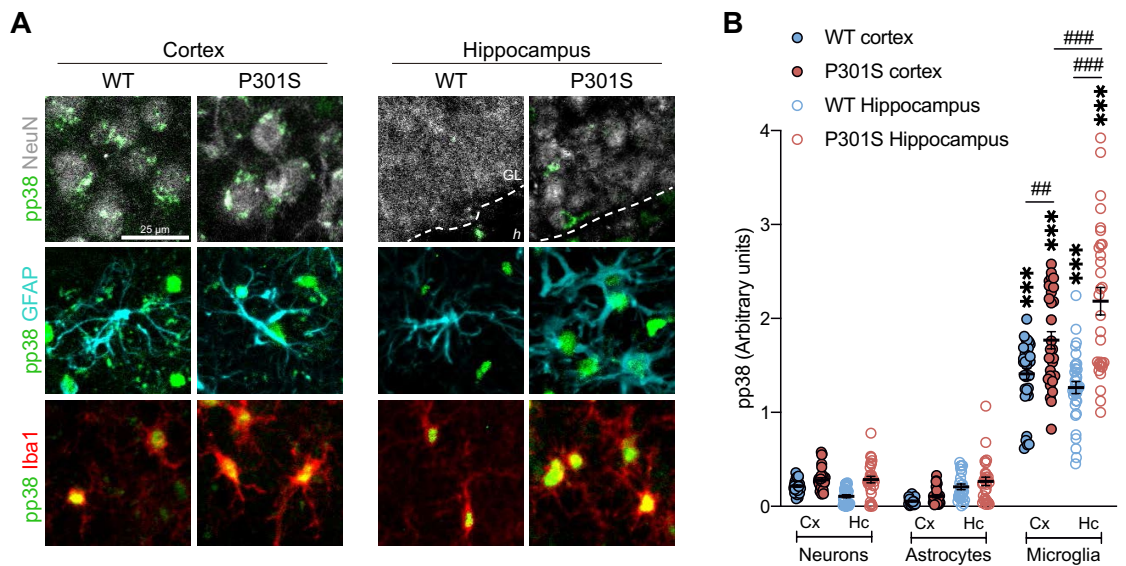 A
Cortex
Hippocampus
WT
P301S
WT
P301S
pp38 NeuN
25 μm
GL
h
pp38 GFAP
pp38 Iba1
B
WT cortex
P301S cortex
WT Hippocampus
P301S Hippocampus
###
###
***
##
***
***
***
pp38 (Arbitrary units)
4
3
2
1
0
Cx
Hc
Cx
Hc
Cx
Hc
Neurons
Astrocytes
Microglia